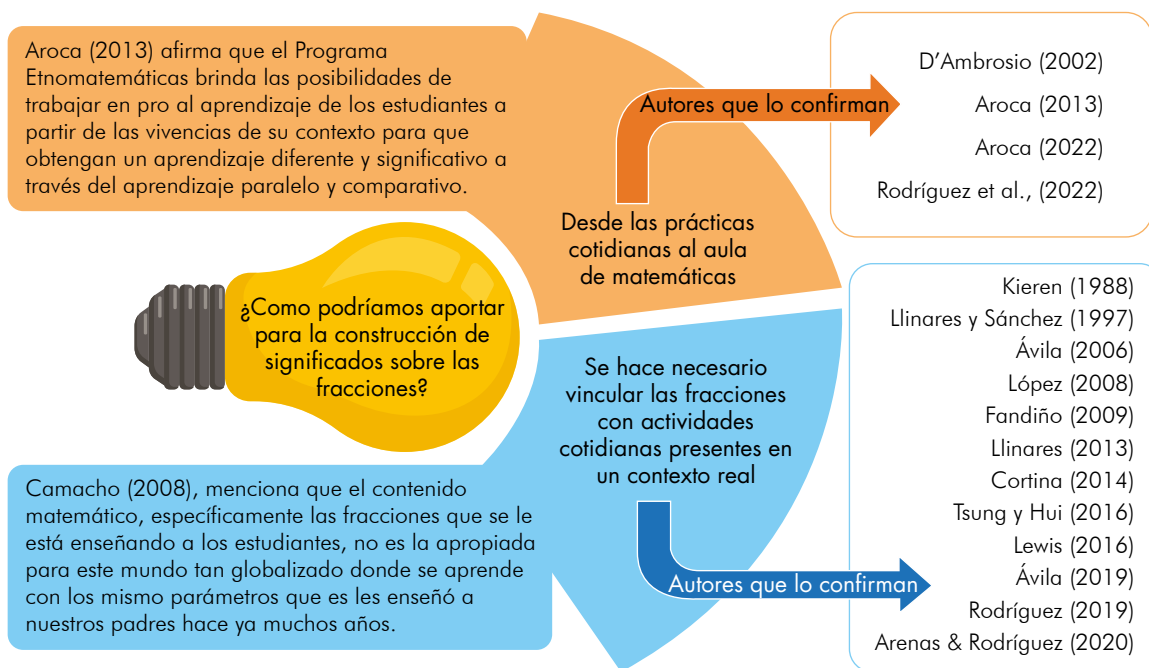 Aroca (2013) afirma que el Programa
Etnomatemáticas brinda las posibilidades de
trabajar en pro al aprendizaje de los estudiantes a
partir de las vivencias de su contexto para que
obtengan un aprendizaje diferente y significativo a
través del aprendizaje paralelo y comparativo.
Autores que lo confirman
D'Ambrosio (2002)
Aroca (2013)
Aroca (2022)
Rodríguez et al., (2022)
Desde las prácticas
cotidianas al aula
de matemáticas
¿Como podríamos aportar
para la construcción de
significados sobre las
fracciones?
Se hace necesario
vincular las fracciones
con actividades
cotidianas presentes en
un contexto real
Camacho (2008), menciona que el contenido
matemático, específicamente las fracciones que se le
está enseñando a los estudiantes, no es la apropiada
para este mundo tan globalizado donde se aprende
con los mismo parámetros que es les enseñó a
nuestros padres hace ya muchos años.
Autores que lo confirman
Kieren (1988)
Llinares y Sánchez (1997)
Ávila (2006)
López (2008)
Fandiño (2009)
Llinares (2013)
Cortina (2014)
Tsung y Hui (2016)
Lewis (2016)
Ávila (2019)
Rodríguez (2019)
Arenas & Rodríguez (2020)